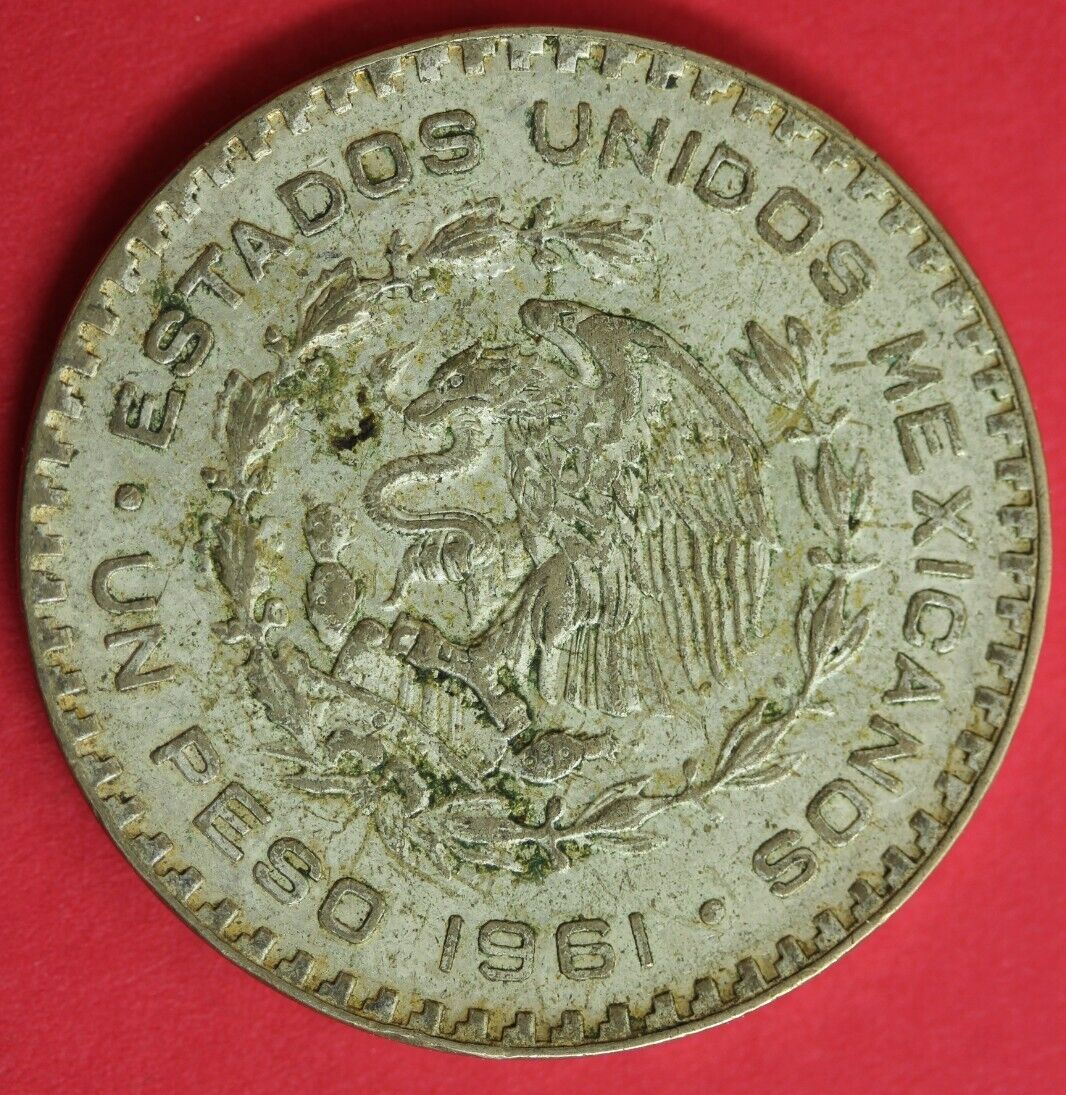 ESTADOS UNIDOS MEXICANOS
· UN PESO 1961 ·